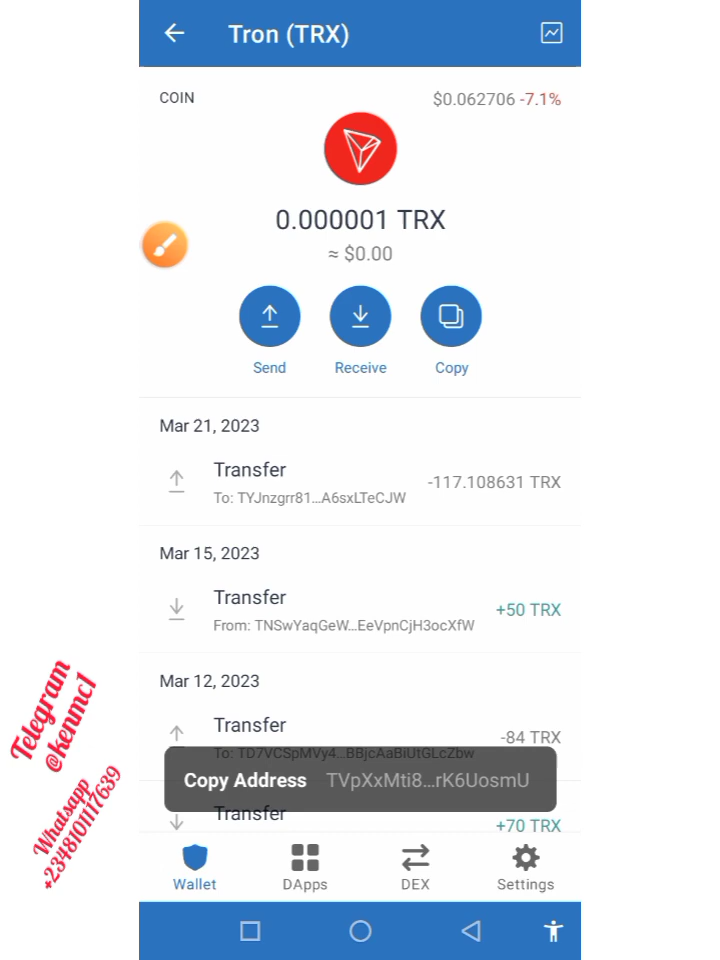 Tron (TRX)
COIN
$0.062706 -7.1%
0.000001 TRX
≈ $0.00
Send
Receive
Copy
Mar 21, 2023
Transfer
-117.108631 TRX
To: TYJnzgrr81...A6sxLTeCJW
Mar 15, 2023
Transfer
+50 TRX
From: TNSwYaqGeW...EeVpnCjH3ocXfW
Mar 12, 2023
Transfer
-84 TRX
To: TD7VCSpMVy4...BBjcAaBiUtGLcZbw
Copy Address TVpXxMti8...rK6UosmU
Transfer
+70 TRX
Wallet
DApps
DEX
Settings
Telegram
@kenmc1
Whatsapp
+2348101117639